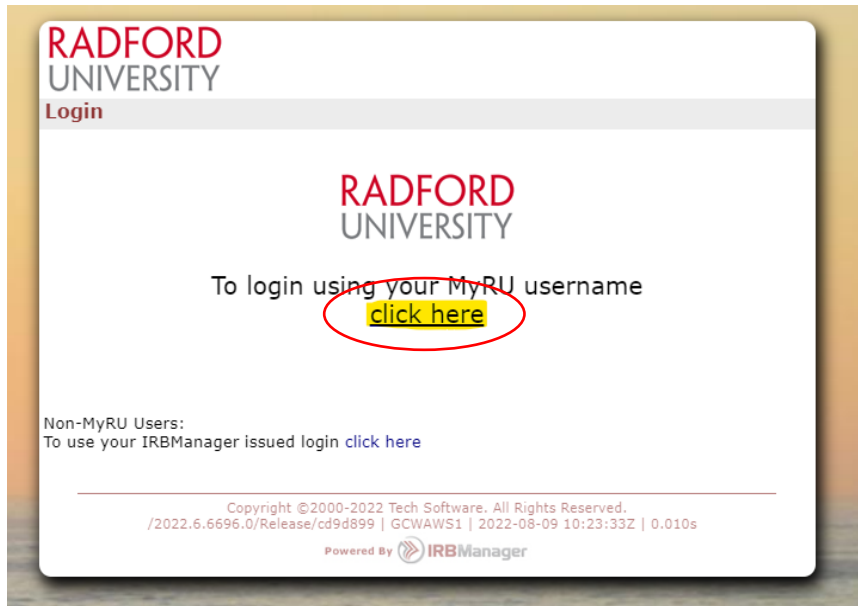 RADFORD
UNIVERSITY
Login
RADFORD
UNIVERSITY
To login using your MyRU username
click here
Non-MyRU Users:
To use your IRBManager issued login click here
Copyright ©2000-2022 Tech Software. All Rights Reserved.
/2022.6.6696.0/Release/cd9d899 | GCWAWS1 | 2022-08-09 10:23:33Z | 0.010s
Powered By IRBManager